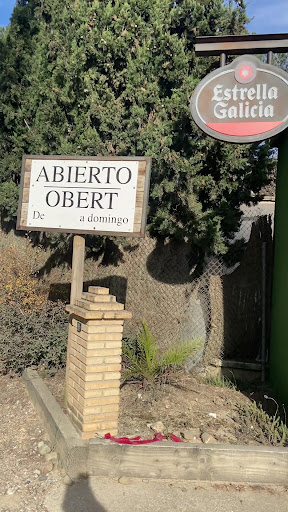 ABIERTO
OBERT
De a domingo
Estrella
Galicia